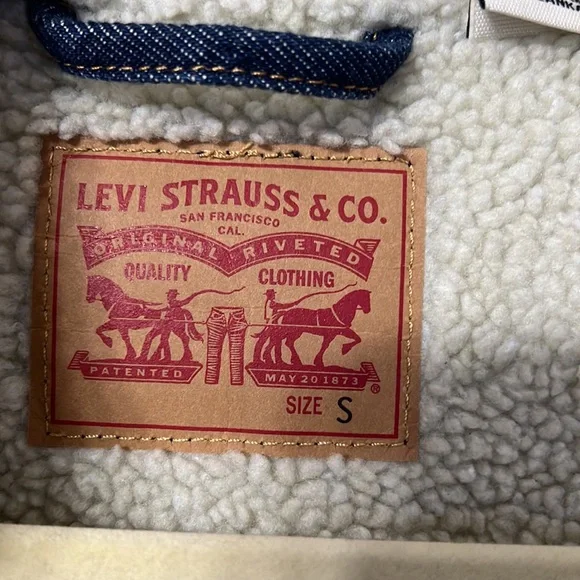 LEVI STRAUSS & CO.
SAN FRANCISCO
CAL.
ORIGINAL RIVETED
QUALITY CLOTHING
PATENTED MAY 20 1873 ®
SIZE S